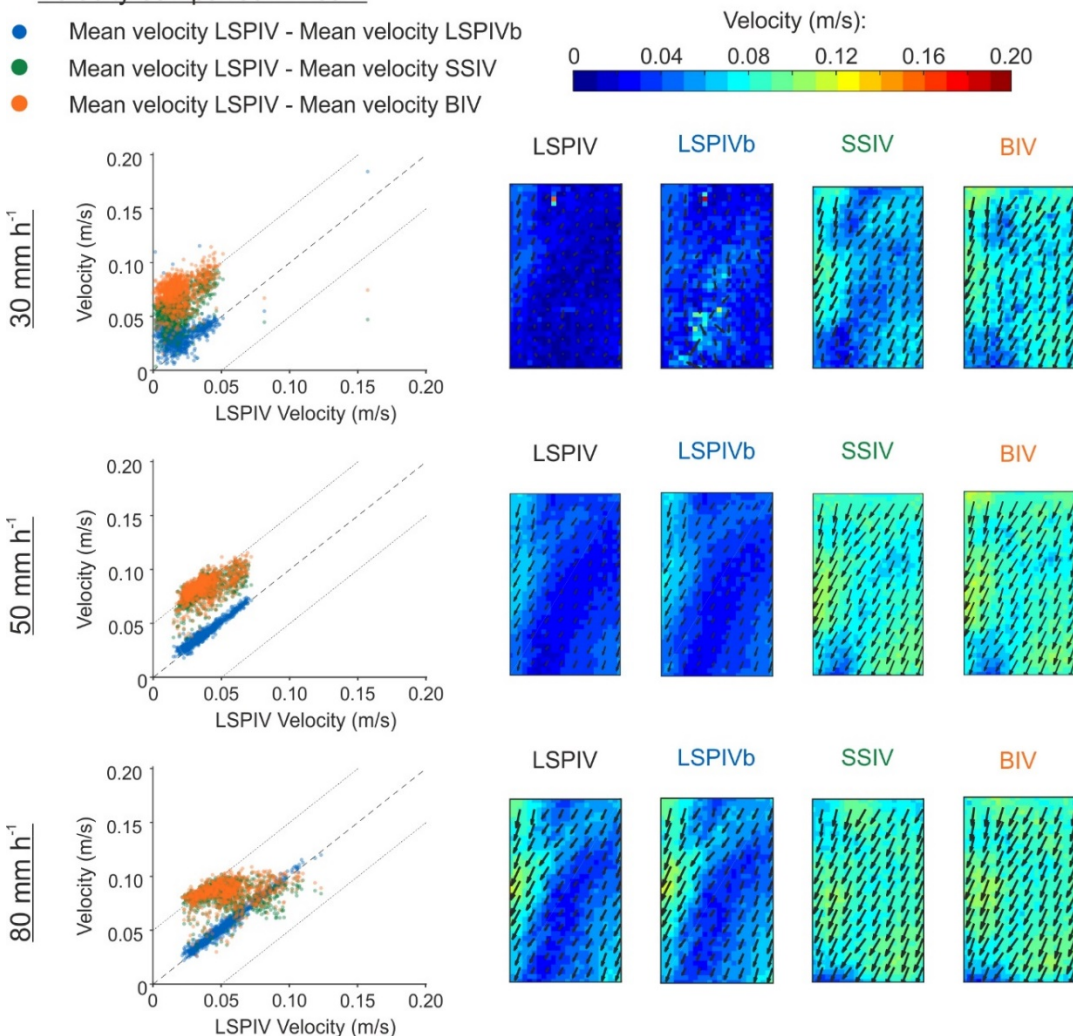 Mean velocity LSPIV - Mean velocity LSPIVb
Mean velocity LSPIV - Mean velocity SSIV
Mean velocity LSPIV - Mean velocity BIV
Velocity (m/s):
0 0.04 0.08 0.12 0.16 0.20
30 mm h⁻¹
Velocity (m/s)
0.20
0.15
0.10
0.05
0
0 0.05 0.10 0.15 0.20
LSPIV Velocity (m/s)
LSPIV LSPIVb SSIV BIV
50 mm h⁻¹
Velocity (m/s)
0.20
0.15
0.10
0.05
0
0 0.05 0.10 0.15 0.20
LSPIV Velocity (m/s)
LSPIV LSPIVb SSIV BIV
80 mm h⁻¹
Velocity (m/s)
0.20
0.15
0.10
0.05
0
0 0.05 0.10 0.15 0.20
LSPIV Velocity (m/s)
LSPIV LSPIVb SSIV BIV